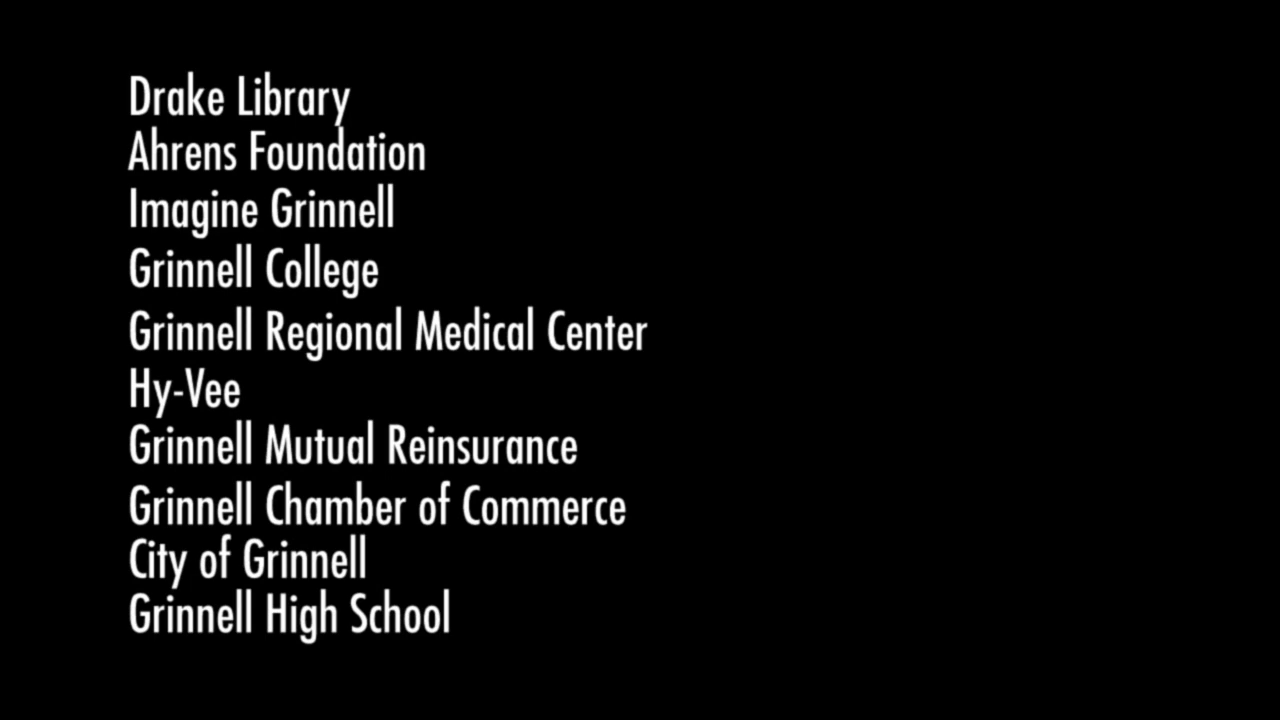 Drake Library
Ahrens Foundation
Imagine Grinnell
Grinnell College
Grinnell Regional Medical Center
Hy-Vee
Grinnell Mutual Reinsurance
Grinnell Chamber of Commerce
City of Grinnell
Grinnell High School